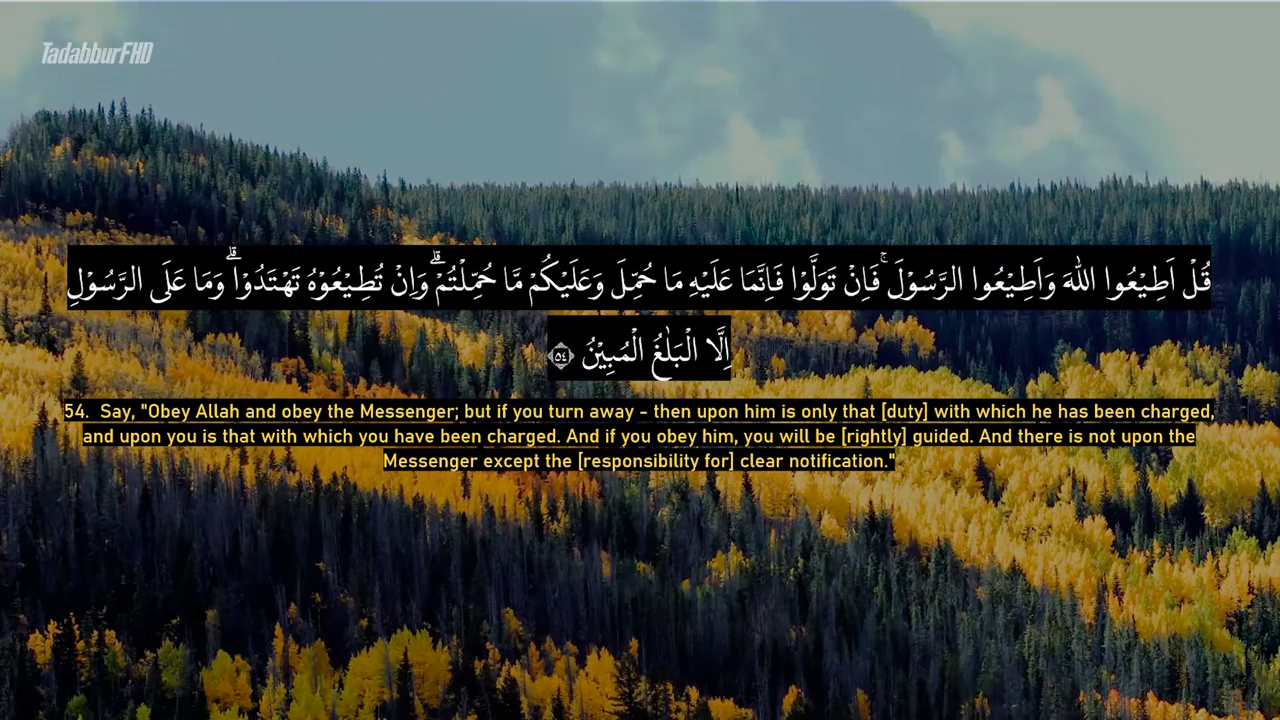 TadabburFHD
قُلْ اَطِيْعُوا اللّٰهَ وَاَطِيْعُوا الرَّسُوْلَ ۚ فَاِنْ تَوَلَّوْا فَاِنَّمَا عَلَيْهِ مَا حُمِّلَ وَعَلَيْكُمْ مَّا حُمِّلْتُمْ ۗ وَاِنْ تُطِيْعُوْهُ تَهْتَدُوْا ۗ وَمَا عَلَى الرَّسُوْلِ
اِلَّا الْبَلٰغُ الْمُبِيْنُ ۝٥٤
54. Say, "Obey Allah and obey the Messenger; but if you turn away - then upon him is only that [duty] with which he has been charged,
and upon you is that with which you have been charged. And if you obey him, you will be [rightly] guided. And there is not upon the
Messenger except the [responsibility for] clear notification."